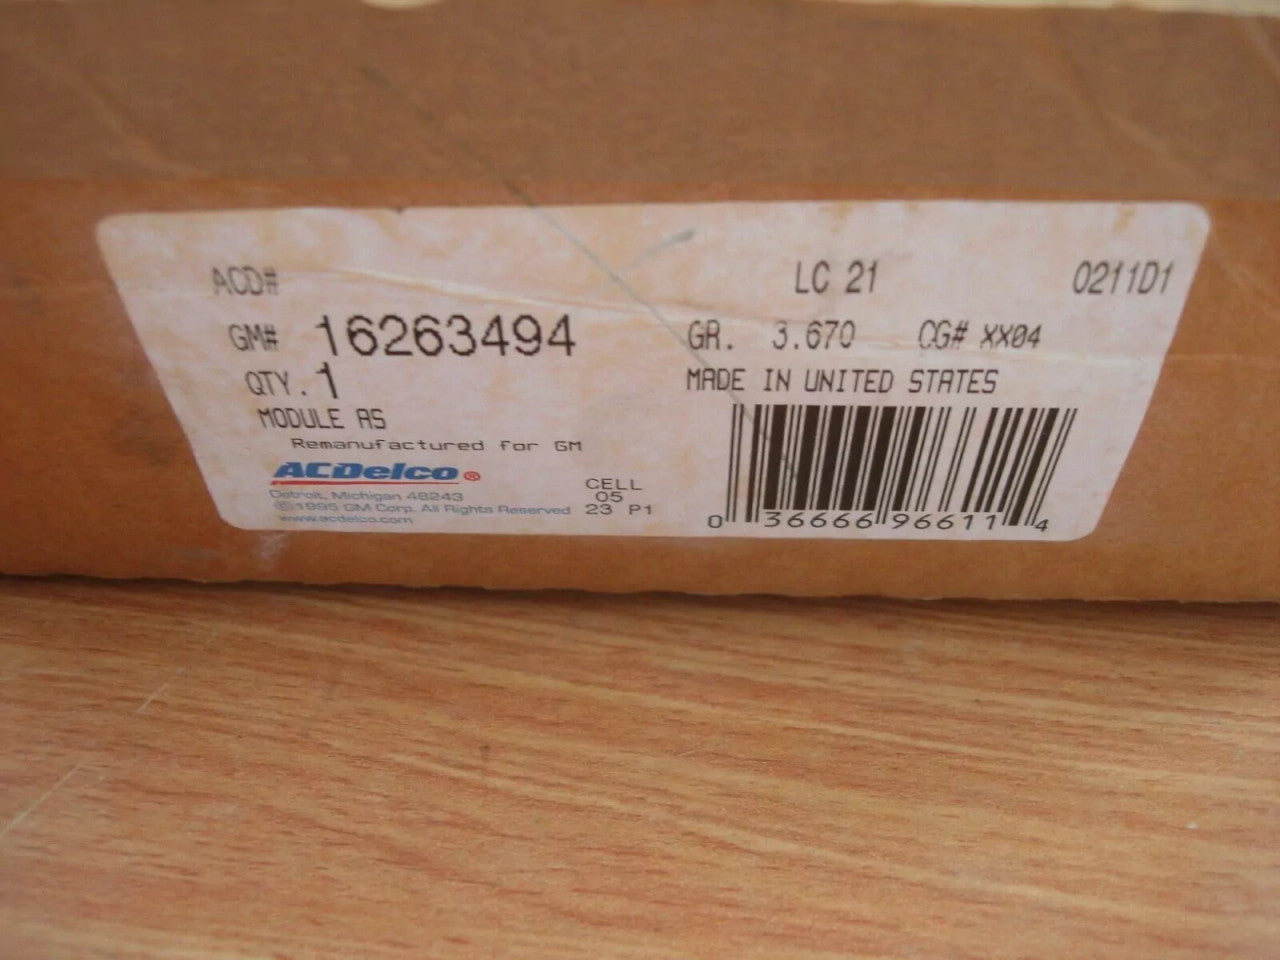 ACD# LC 21 0211D1
GM# 16263494 GR. 3.670 CG# XX04
QTY. 1 MADE IN UNITED STATES
MODULE AS
Remanufactured for GM
ACDelco®
Detroit, Michigan 48243
©1995 GM Corp. All Rights Reserved
www.acdelco.com
CELL
05
23 P1
0 36666 96611 4